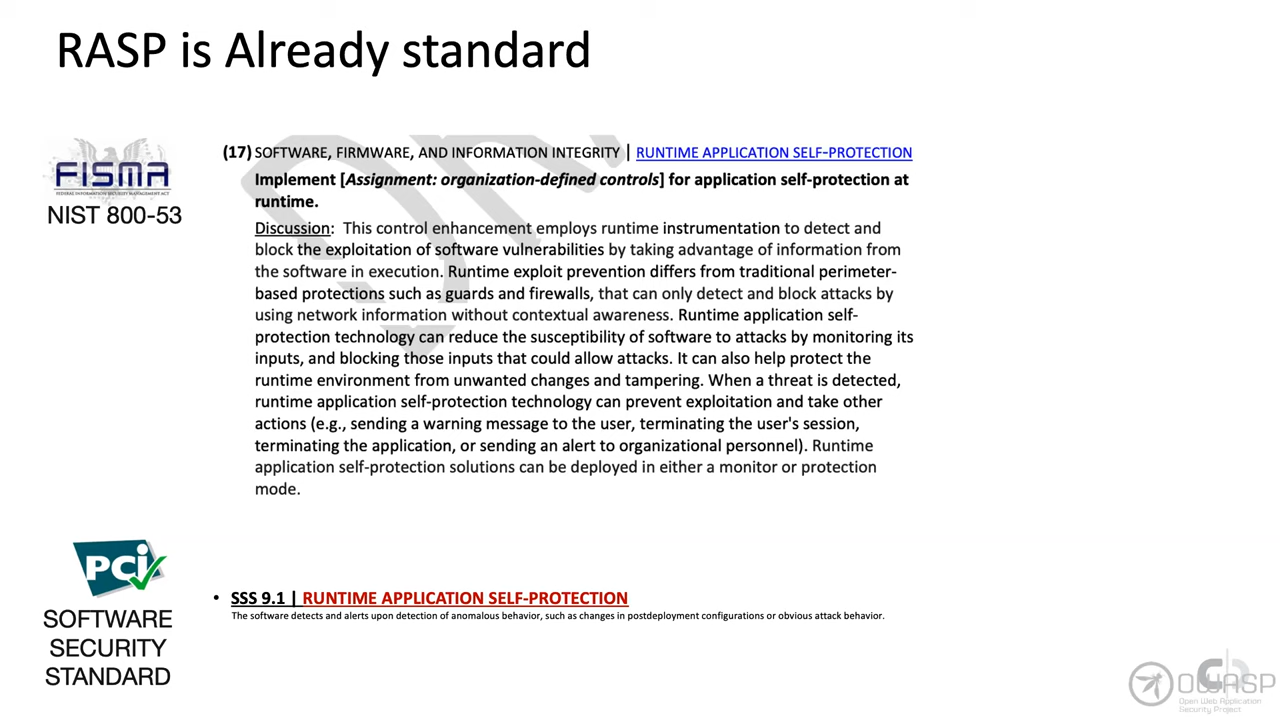 RASP is Already standard
FISMA
FEDERAL INFORMATION SECURITY MANAGEMENT ACT
NIST 800-53
(17) SOFTWARE, FIRMWARE, AND INFORMATION INTEGRITY | RUNTIME APPLICATION SELF-PROTECTION
Implement [Assignment: organization-defined controls] for application self-protection at
runtime.
Discussion: This control enhancement employs runtime instrumentation to detect and
block the exploitation of software vulnerabilities by taking advantage of information from
the software in execution. Runtime exploit prevention differs from traditional perimeter-
based protections such as guards and firewalls, that can only detect and block attacks by
using network information without contextual awareness. Runtime application self-
protection technology can reduce the susceptibility of software to attacks by monitoring its
inputs, and blocking those inputs that could allow attacks. It can also help protect the
runtime environment from unwanted changes and tampering. When a threat is detected,
runtime application self-protection technology can prevent exploitation and take other
actions (e.g., sending a warning message to the user, terminating the user's session,
terminating the application, or sending an alert to organizational personnel). Runtime
application self-protection solutions can be deployed in either a monitor or protection
mode.
PCi
SOFTWARE
SECURITY
STANDARD
• SSS 9.1 | RUNTIME APPLICATION SELF-PROTECTION
The software detects and alerts upon detection of anomalous behavior, such as changes in postdeployment configurations or obvious attack behavior.
OWASP
Open Web Application
Security Project